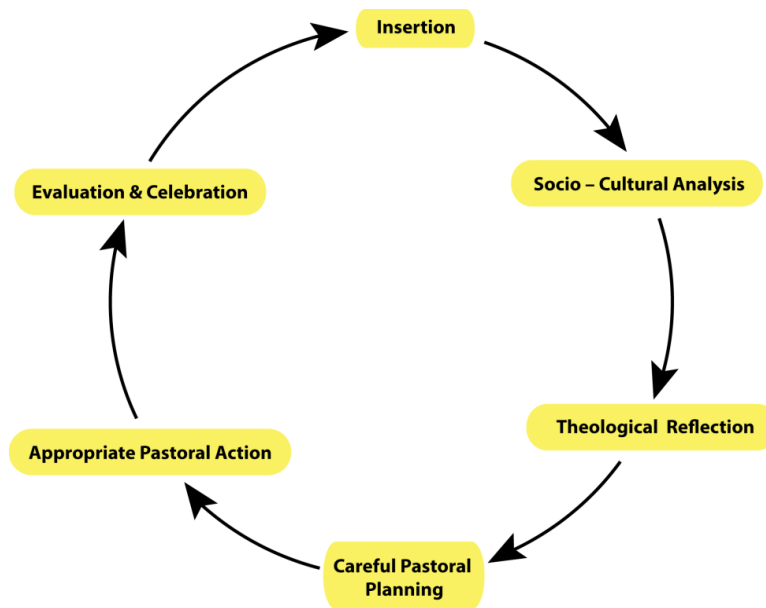 Insertion
Socio – Cultural Analysis
Theological Reflection
Careful Pastoral
Planning
Appropriate Pastoral Action
Evaluation & Celebration